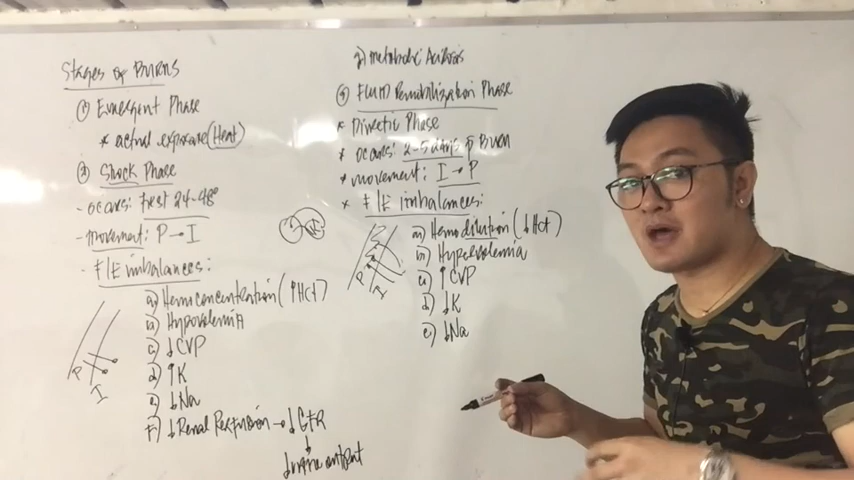 Stages of Burns
① Emergent Phase
* actual exposure (Heat)
② Shock Phase
- occurs: first 24-48°
- movement: P → I
- F/E imbalances:
a) Hemoconcentration (↑Hct)
b) Hypovolemia
c) ↓CVP
d) ↑K
e) ↓Na
f) ↓Renal Perfusion → ↓GFR
↓
↓urine output
P I
g) metabolic Acidosis
③ Fluid Remobilization Phase
* Diuretic Phase
* occurs: 2-5 days p̄ Burn
* movement: I → P
* F/E imbalances:
a) Hemodilution (↓Hct)
b) Hypervolemia
c) ↑CVP
d) ↓K
e) ↓Na
P I